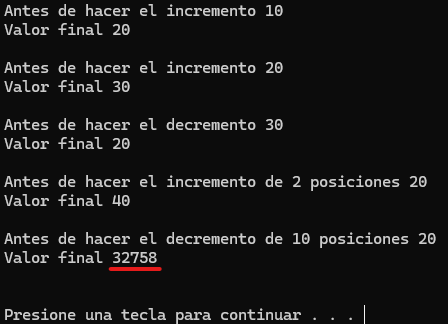 Antes de hacer el incremento 10
Valor final 20
Antes de hacer el incremento 20
Valor final 30
Antes de hacer el decremento 30
Valor final 20
Antes de hacer el incremento de 2 posiciones 20
Valor final 40
Antes de hacer el decremento de 10 posiciones 20
Valor final 32758
Presione una tecla para continuar . . .